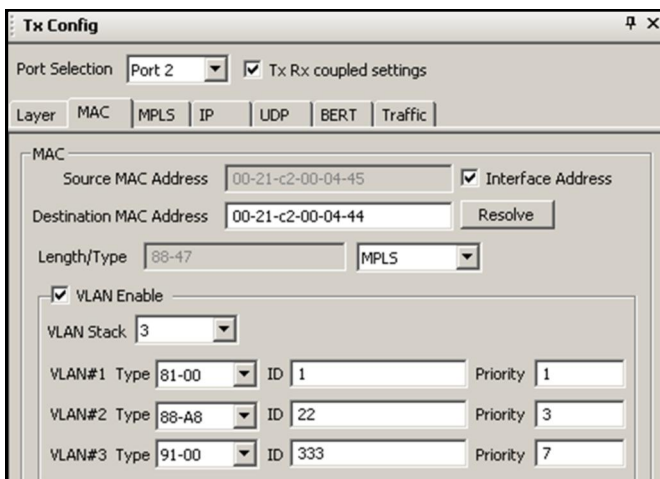 Tx Config
Port Selection Port 2 Tx Rx coupled settings
Layer MAC MPLS IP UDP BERT Traffic
MAC
Source MAC Address 00-21-c2-00-04-45 Interface Address
Destination MAC Address 00-21-c2-00-04-44 Resolve
Length/Type 88-47 MPLS
VLAN Enable
VLAN Stack 3
VLAN#1 Type 81-00 ID 1 Priority 1
VLAN#2 Type 88-A8 ID 22 Priority 3
VLAN#3 Type 91-00 ID 333 Priority 7